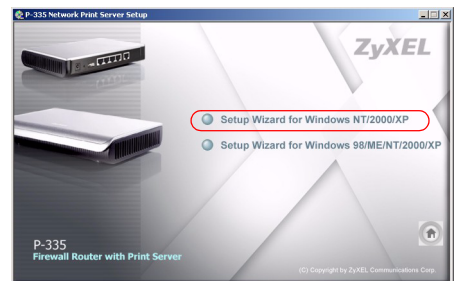 P-335 Network Print Server Setup
ZyXEL
Setup Wizard for Windows NT/2000/XP
Setup Wizard for Windows 98/ME/NT/2000/XP
P-335
Firewall Router with Print Server
(C) Copyright by ZyXEL Communications Corp.